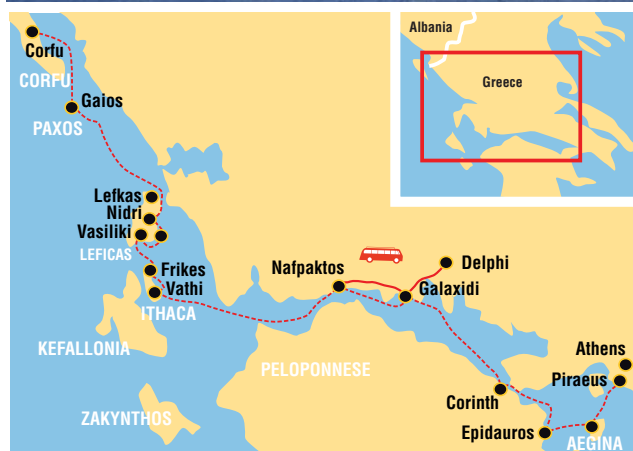 Albania
Greece
Corfu
CORFU
Gaios
PAXOS
Lefkas
Nidri
Vasiliki
LEFICAS
Frikes
Vathi
ITHACA
KEFALLONIA
ZAKYNTHOS
Nafpaktos
Delphi
Galaxidi
PELOPONNESE
Athens
Piraeus
Corinth
Epidauros
AEGINA